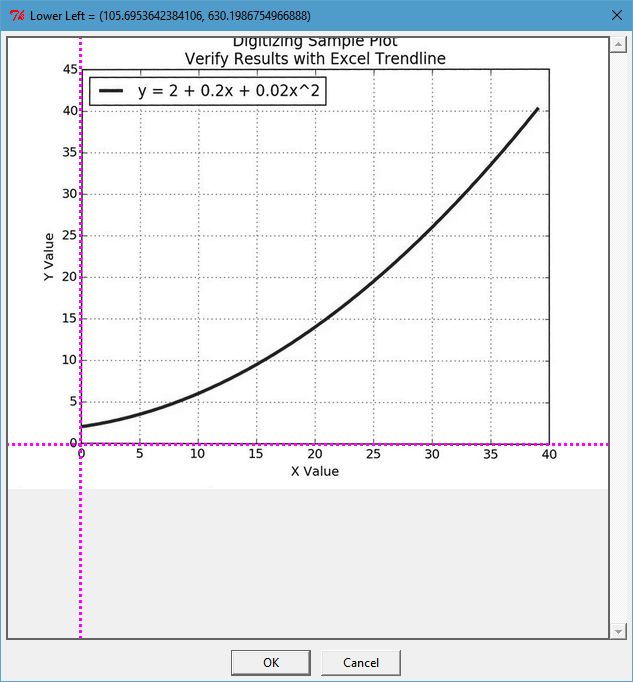 Lower Left = (105.6953642384106, 630.1986754966888)
Digitizing Sample Plot
Verify Results with Excel Trendline
y = 2 + 0.2x + 0.02x^2
45
40
35
30
25
20
15
10
5
0
Y Value
0 5 10 15 20 25 30 35 40
X Value
OK Cancel